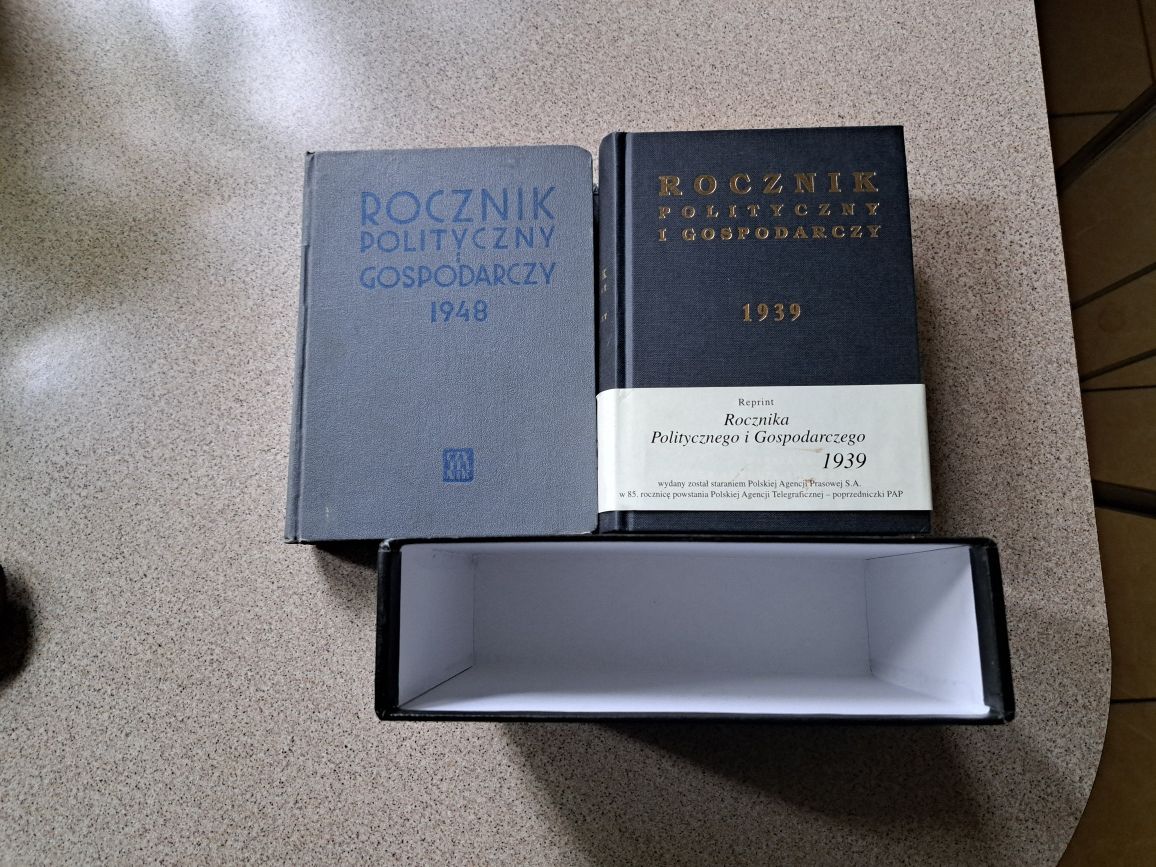 ROCZNIK
POLITYCZNY
i
GOSPODARCZY
1948
ROCZNIK
POLITYCZNY
I GOSPODARCZY
1939
Reprint
Rocznika
Politycznego i Gospodarczego
1939
wydany został staraniem Polskiej Agencji Prasowej S.A.
w 85. rocznicę powstania Polskiej Agencji Telegraficznej – poprzedniczki PAP